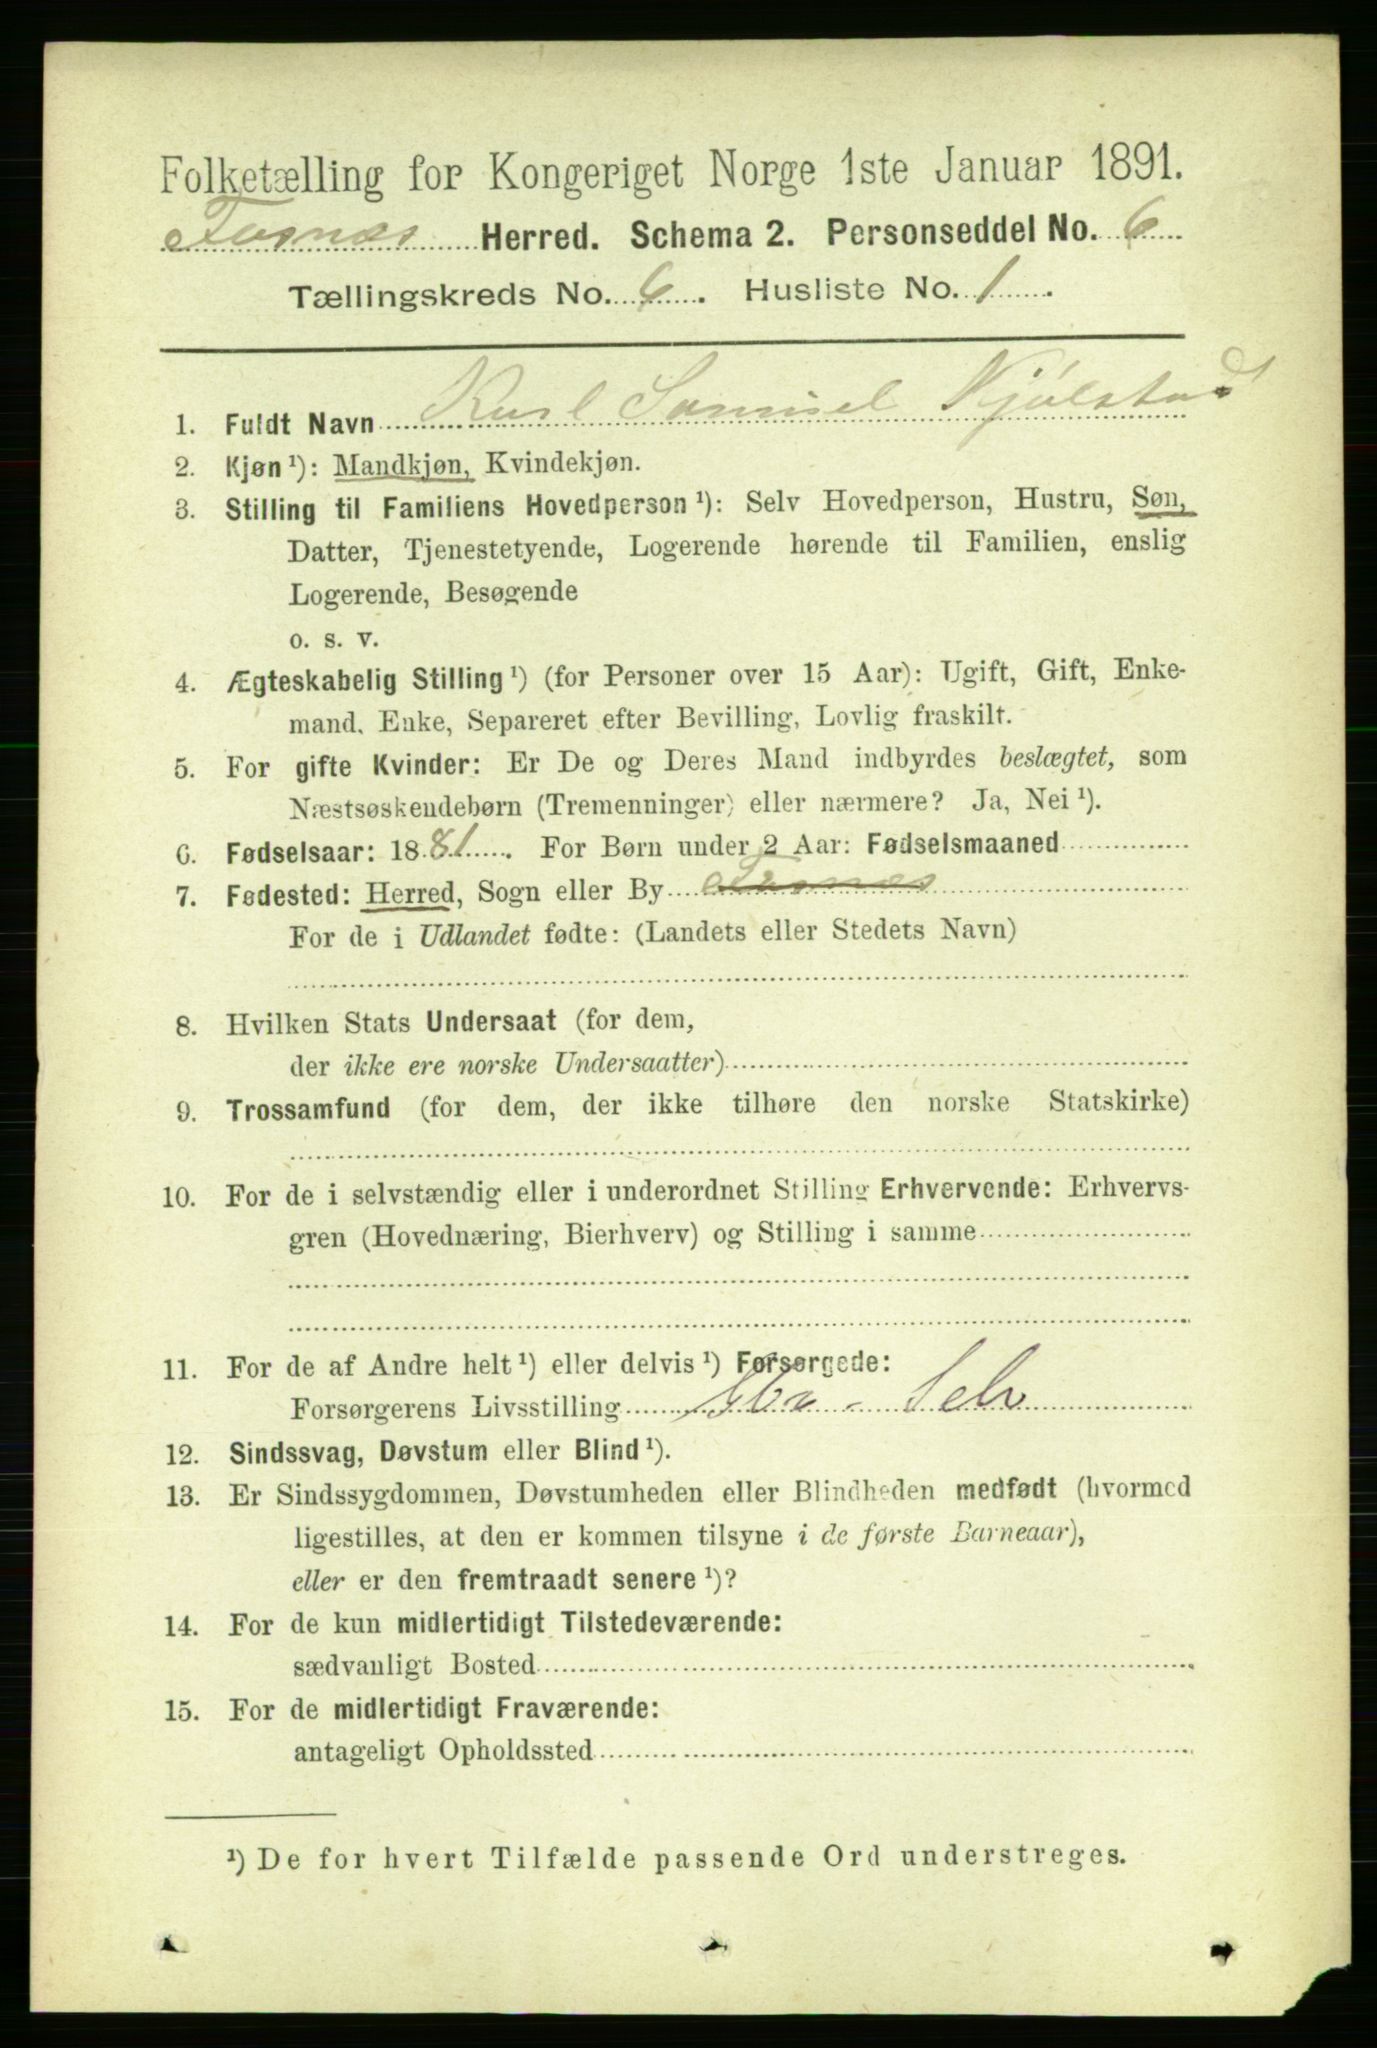 Folketælling for Kongeriget Norge 1ste Januar 1891.
Fosnes Herred. Schema 2. Personseddel No. 6
Tællingskreds No. 6. Husliste No. 1.
1. Fuldt Navn Karl Samuel Kjølstad
2. Kjøn ¹): Mandkjøn, Kvindekjøn.
3. Stilling til Familiens Hovedperson ¹): Selv Hovedperson, Hustru, Søn,
Datter, Tjenestetyende, Logerende hørende til Familien, enslig
Logerende, Besøgende
o. s. v.
4. Ægteskabelig Stilling ¹) (for Personer over 15 Aar): Ugift, Gift, Enke-
mand, Enke, Separeret efter Bevilling, Lovlig fraskilt.
5. For gifte Kvinder: Er De og Deres Mand indbyrdes beslægtet, som
Næstsøskendebørn (Tremenninger) eller nærmere? Ja, Nei ¹).
6. Fødselsaar: 1881. For Børn under 2 Aar: Fødselsmaaned
7. Fødested: Herred, Sogn eller By Fosnes
For de i Udlandet fødte: (Landets eller Stedets Navn)
8. Hvilken Stats Undersaat (for dem,
der ikke ere norske Undersaatter)
9. Trossamfund (for dem, der ikke tilhøre den norske Statskirke)
10. For de i selvstændig eller i underordnet Stilling Erhvervende: Erhvervs-
gren (Hovednæring, Bierhverv) og Stilling i samme
11. For de af Andre helt ¹) eller delvis ¹) Forsørgede:
Forsørgerens Livsstilling Selv
12. Sindssvag, Døvstum eller Blind ¹).
13. Er Sindssygdommen, Døvstumheden eller Blindheden medfødt (hvormed
ligestilles, at den er kommen tilsyne i de første Barneaar),
eller er den fremtraadt senere ¹)?
14. For de kun midlertidigt Tilstedeværende:
sædvanligt Bosted
15. For de midlertidigt Fraværende:
antageligt Opholdssted
¹) De for hvert Tilfælde passende Ord understreges.